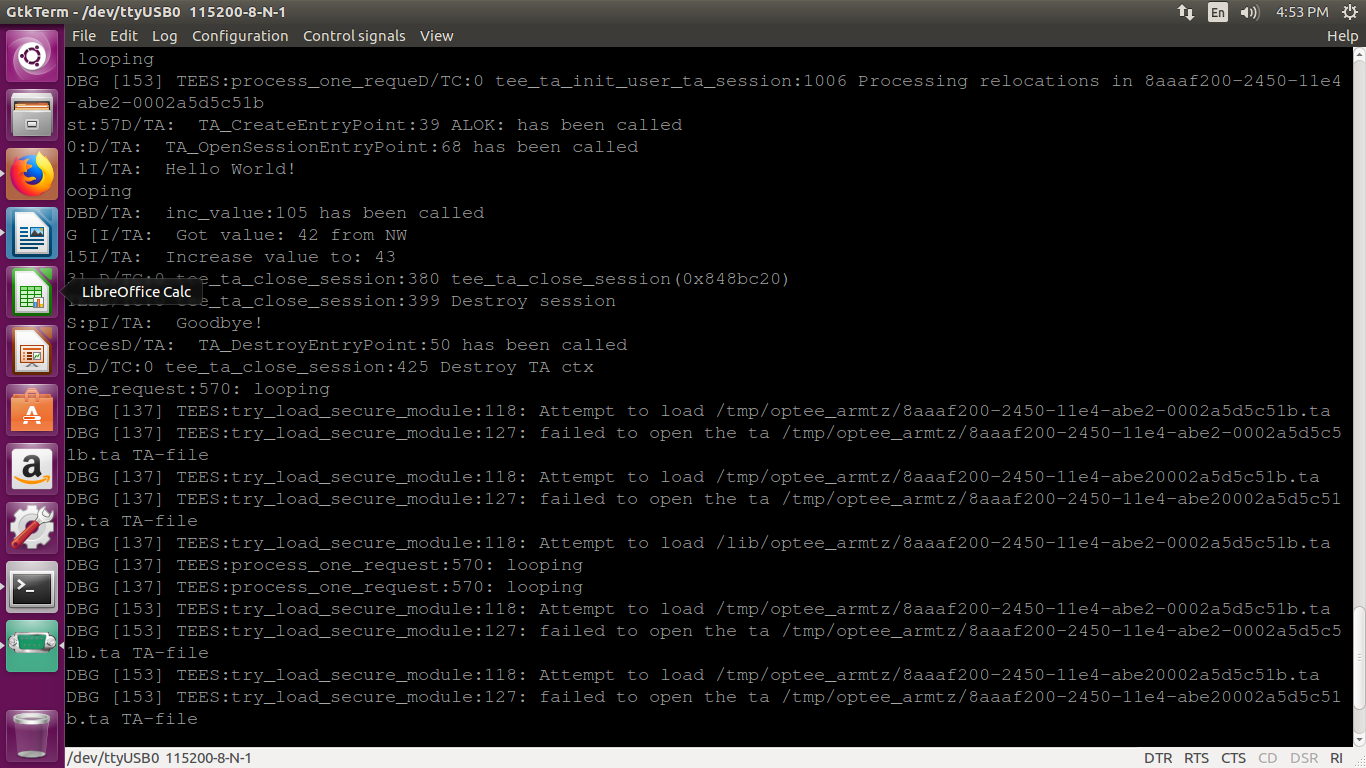 GtkTerm - /dev/ttyUSB0 115200-8-N-1
En
4:53 PM
File Edit Log Configuration Control signals View Help
looping
DBG [153] TEES:process_one_requeD/TC:0 tee_ta_init_user_ta_session:1006 Processing relocations in 8aaaf200-2450-11e4
-abe2-0002a5d5c51b
st:57D/TA:  TA_CreateEntryPoint:39 ALOK: has been called
0:D/TA:  TA_OpenSessionEntryPoint:68 has been called
lI/TA:  Hello World!
ooping
DBD/TA:  inc_value:105 has been called
G [I/TA:  Got value: 42 from NW
15I/TA:  Increase value to: 43
tee_ta_close_session:380 tee_ta_close_session(0x848bc20)
LibreOffice Calc
_ta_close_session:399 Destroy session
S:pI/TA:  Goodbye!
rocesD/TA:  TA_DestroyEntryPoint:50 has been called
s_D/TC:0 tee_ta_close_session:425 Destroy TA ctx
one_request:570: looping
DBG [137] TEES:try_load_secure_module:118: Attempt to load /tmp/optee_armtz/8aaaf200-2450-11e4-abe2-0002a5d5c51b.ta
DBG [137] TEES:try_load_secure_module:127: failed to open the ta /tmp/optee_armtz/8aaaf200-2450-11e4-abe2-0002a5d5c5
1b.ta TA-file
DBG [137] TEES:try_load_secure_module:118: Attempt to load /tmp/optee_armtz/8aaaf200-2450-11e4-abe20002a5d5c51b.ta
DBG [137] TEES:try_load_secure_module:127: failed to open the ta /tmp/optee_armtz/8aaaf200-2450-11e4-abe20002a5d5c51
b.ta TA-file
DBG [137] TEES:try_load_secure_module:118: Attempt to load /lib/optee_armtz/8aaaf200-2450-11e4-abe2-0002a5d5c51b.ta
DBG [137] TEES:process_one_request:570: looping
DBG [137] TEES:process_one_request:570: looping
DBG [153] TEES:try_load_secure_module:118: Attempt to load /tmp/optee_armtz/8aaaf200-2450-11e4-abe2-0002a5d5c51b.ta
DBG [153] TEES:try_load_secure_module:127: failed to open the ta /tmp/optee_armtz/8aaaf200-2450-11e4-abe2-0002a5d5c5
1b.ta TA-file
DBG [153] TEES:try_load_secure_module:118: Attempt to load /tmp/optee_armtz/8aaaf200-2450-11e4-abe20002a5d5c51b.ta
DBG [153] TEES:try_load_secure_module:127: failed to open the ta /tmp/optee_armtz/8aaaf200-2450-11e4-abe20002a5d5c51
b.ta TA-file
/dev/ttyUSB0 115200-8-N-1
DTR RTS CTS CD DSR RI